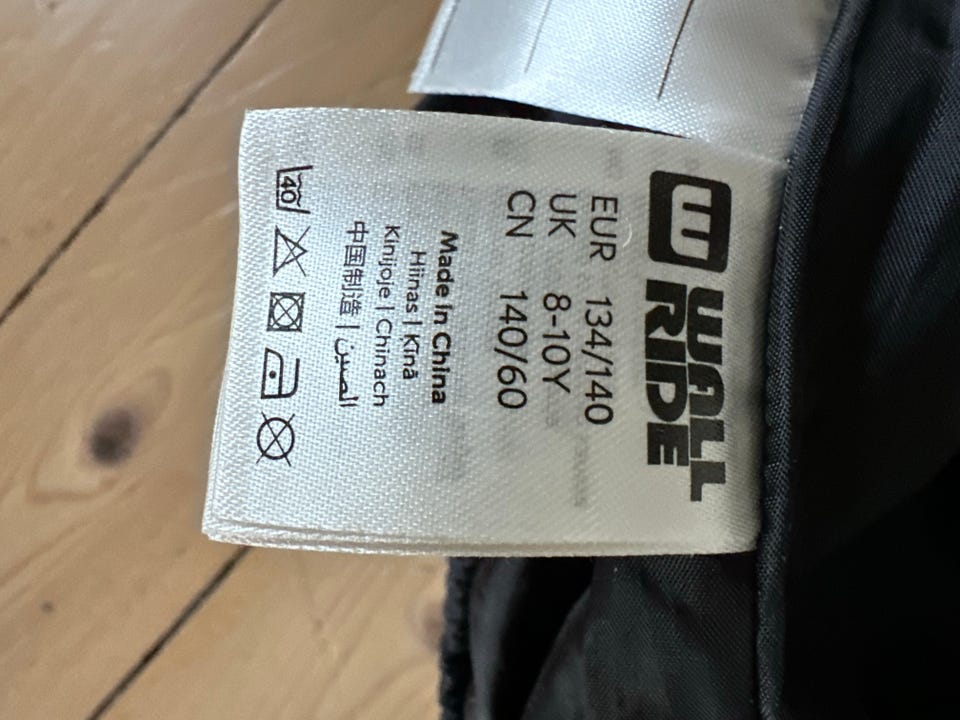 WALL
RIDE
EUR 134/140
UK 8-10Y
CN 140/60
Made in China
Hiinas | Ķīnā
Kinijoje | Chinach
中国制造 | الصين
40